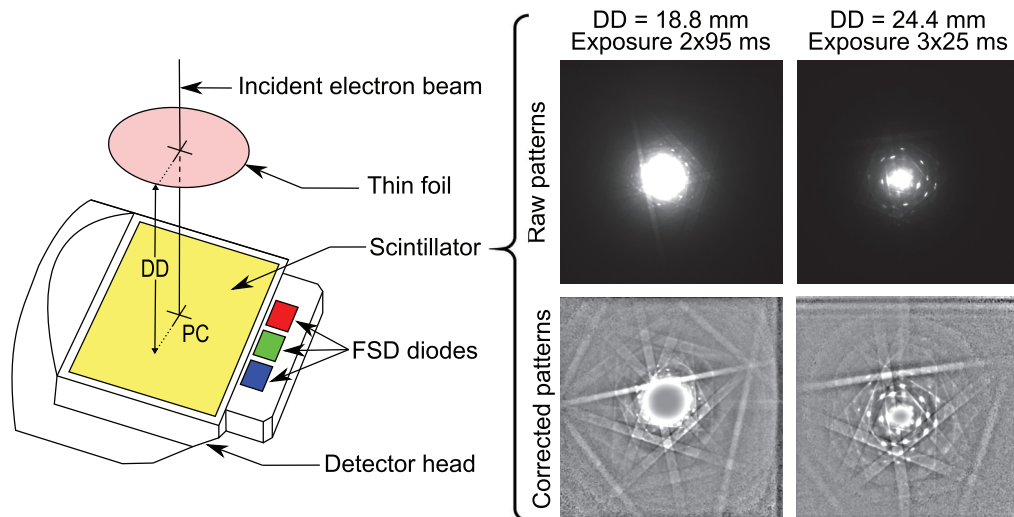 DD = 18.8 mm
Exposure 2x95 ms
DD = 24.4 mm
Exposure 3x25 ms
Incident electron beam
Thin foil
Scintillator
DD
PC
FSD diodes
Detector head
Raw patterns
Corrected patterns